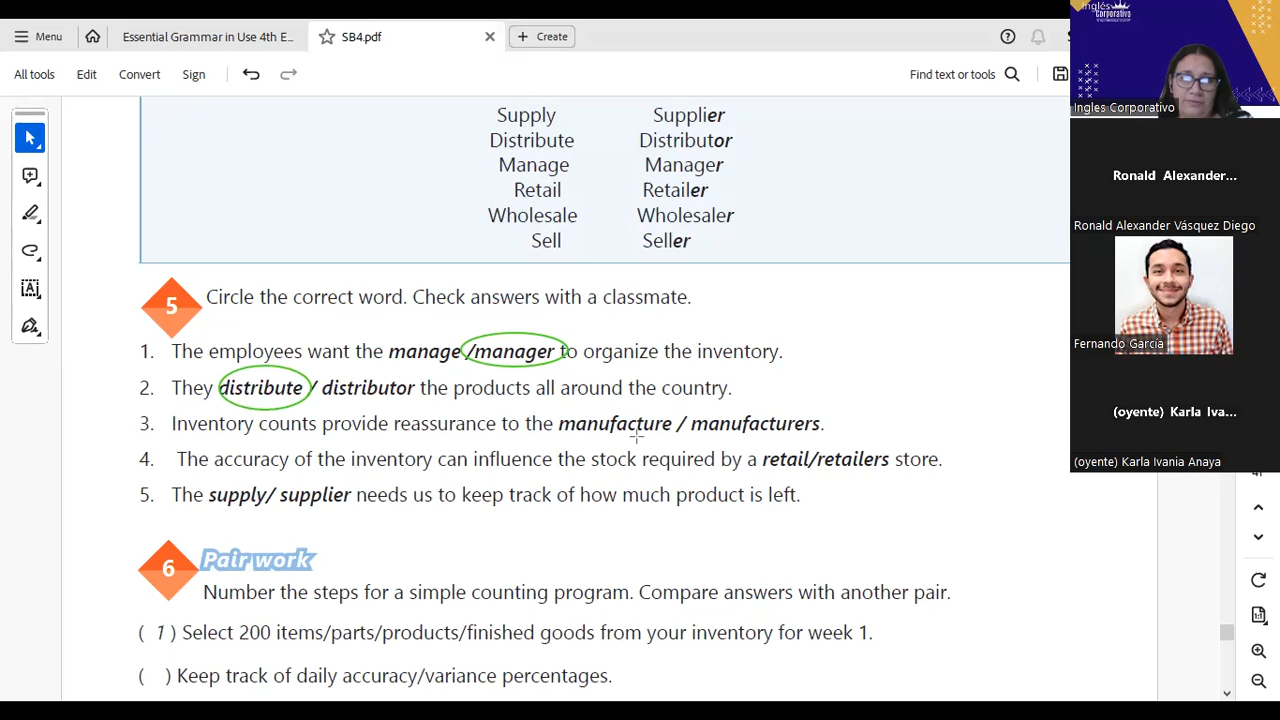 Menu
Essential Grammar in Use 4th E...
SB4.pdf
Create
All tools
Edit
Convert
Sign
Find text or tools
Supply Supplier
Distribute Distributor
Manage Manager
Retail Retailer
Wholesale Wholesaler
Sell Seller
5 Circle the correct word. Check answers with a classmate.
1. The employees want the manage /manager to organize the inventory.
2. They distribute / distributor the products all around the country.
3. Inventory counts provide reassurance to the manufacture / manufacturers.
4. The accuracy of the inventory can influence the stock required by a retail/retailers store.
5. The supply/ supplier needs us to keep track of how much product is left.
6 Pair work
Number the steps for a simple counting program. Compare answers with another pair.
( 1 ) Select 200 items/parts/products/finished goods from your inventory for week 1.
( ) Keep track of daily accuracy/variance percentages.
Inglés
corporativo
Ingles Corporativo
Ronald Alexander...
Ronald Alexander Vásquez Diego
Fernando García
(oyente) Karla Iva...
(oyente) Karla Ivania Anaya